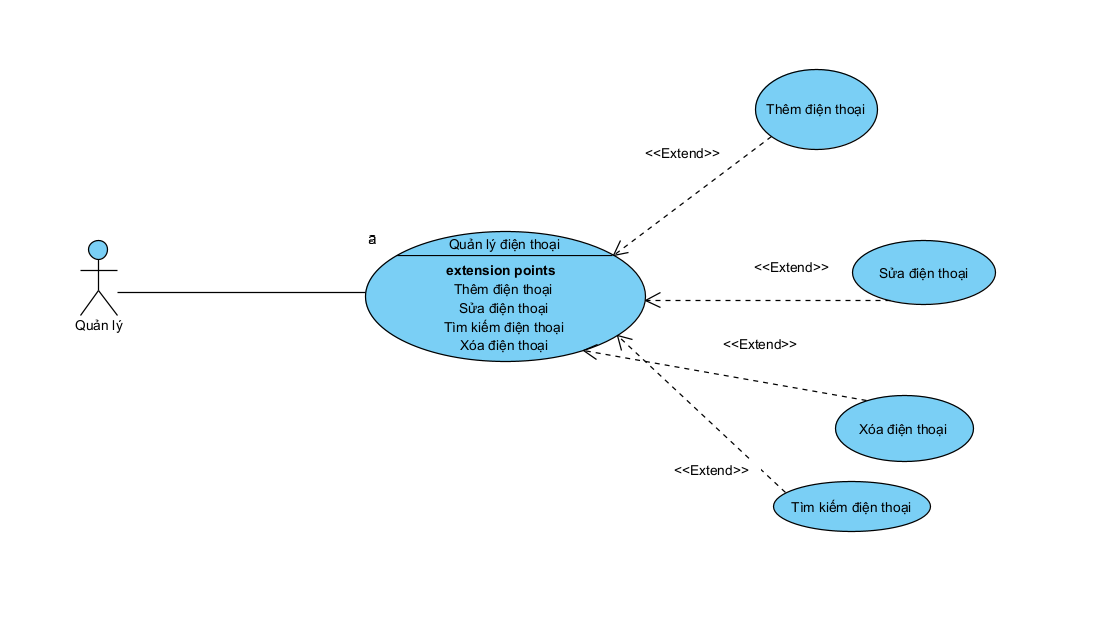 Thêm điện thoại
<<Extend>>
Quản lý điện thoại
extension points
Thêm điện thoại
Sửa điện thoại
Tìm kiếm điện thoại
Xóa điện thoại
<<Extend>>
Sửa điện thoại
Quản lý
<<Extend>>
Xóa điện thoại
<<Extend>>
Tìm kiếm điện thoại